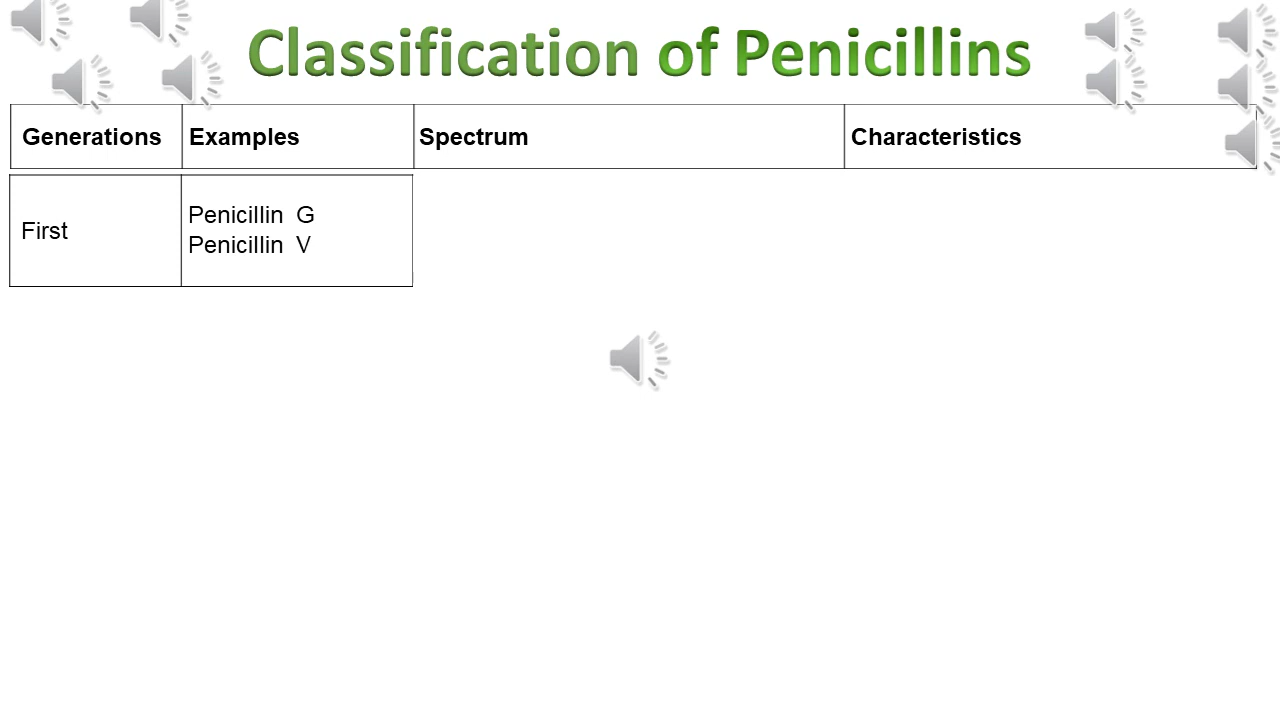 Classification of Penicillins
Generations Examples Spectrum Characteristics
First
Penicillin G
Penicillin V